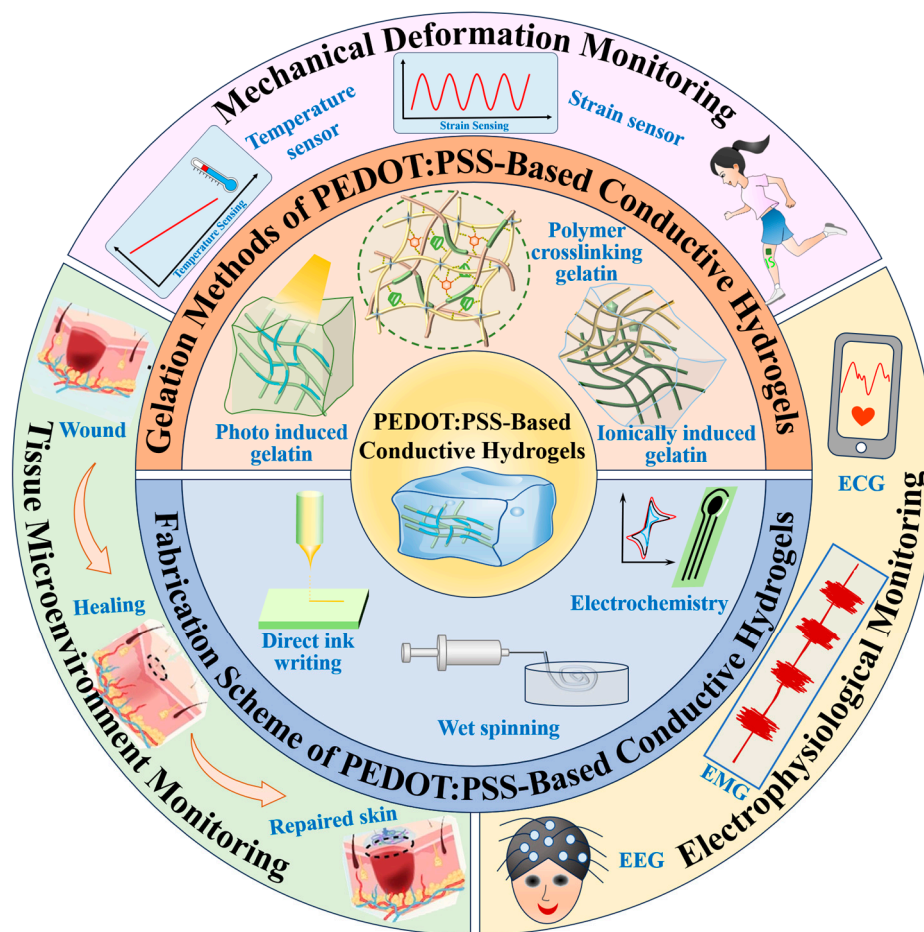 Mechanical Deformation Monitoring
Temperature
sensor
Strain Sensing
Strain sensor
Temperature Sensing
Gelation Methods of PEDOT:PSS-Based Conductive Hydrogels
Polymer
crosslinking
gelatin
Photo induced
gelatin
Ionically induced
gelatin
PEDOT:PSS-Based
Conductive Hydrogels
Fabrication Scheme of PEDOT:PSS-Based Conductive Hydrogels
Direct ink
writing
Electrochemistry
Wet spinning
Tissue Microenvironment Monitoring
Wound
Healing
Repaired skin
Electrophysiological Monitoring
ECG
EMG
EEG